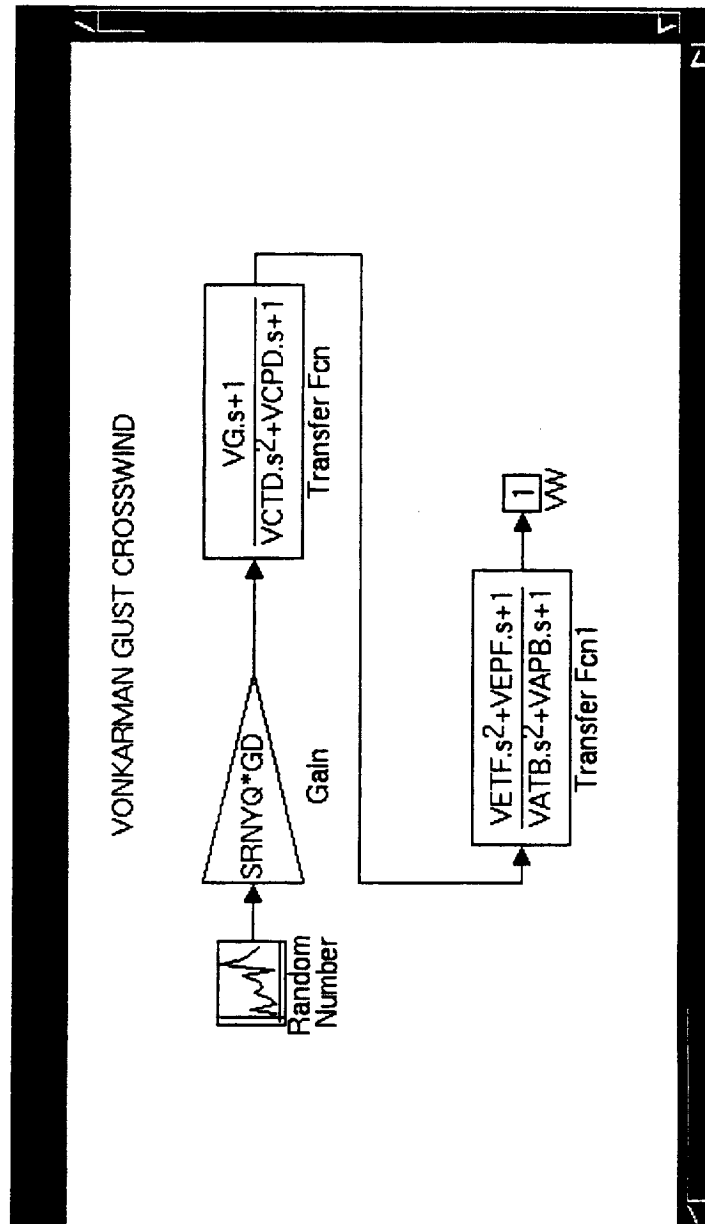 VONKARMAN GUST CROSSWIND
Random
Number
SRNYQ*GD
Gain
VG.s+1
VCTD.s²+VCPD.s+1
Transfer Fcn
VETF.s²+VEPF.s+1
VATB.s²+VAPB.s+1
Transfer Fcn1
1
VW